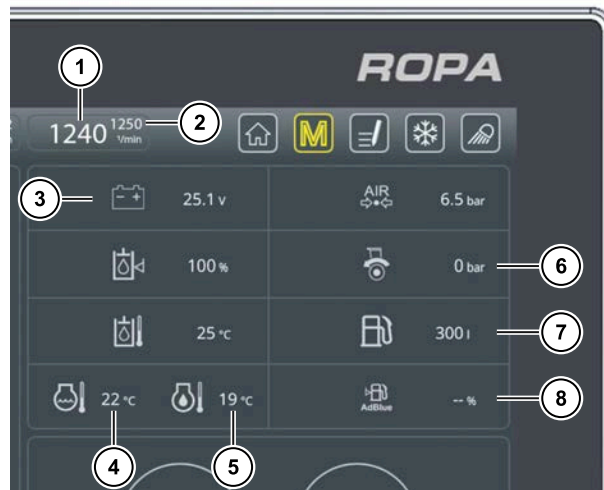 ROPA
1
2
1240 1250
1/min
M
3
- +
25.1 v
AIR
6.5 bar
100 %
0 bar
6
25 °C
300 l
7
22 °C
19 °C
AdBlue
-- %
8
4
5